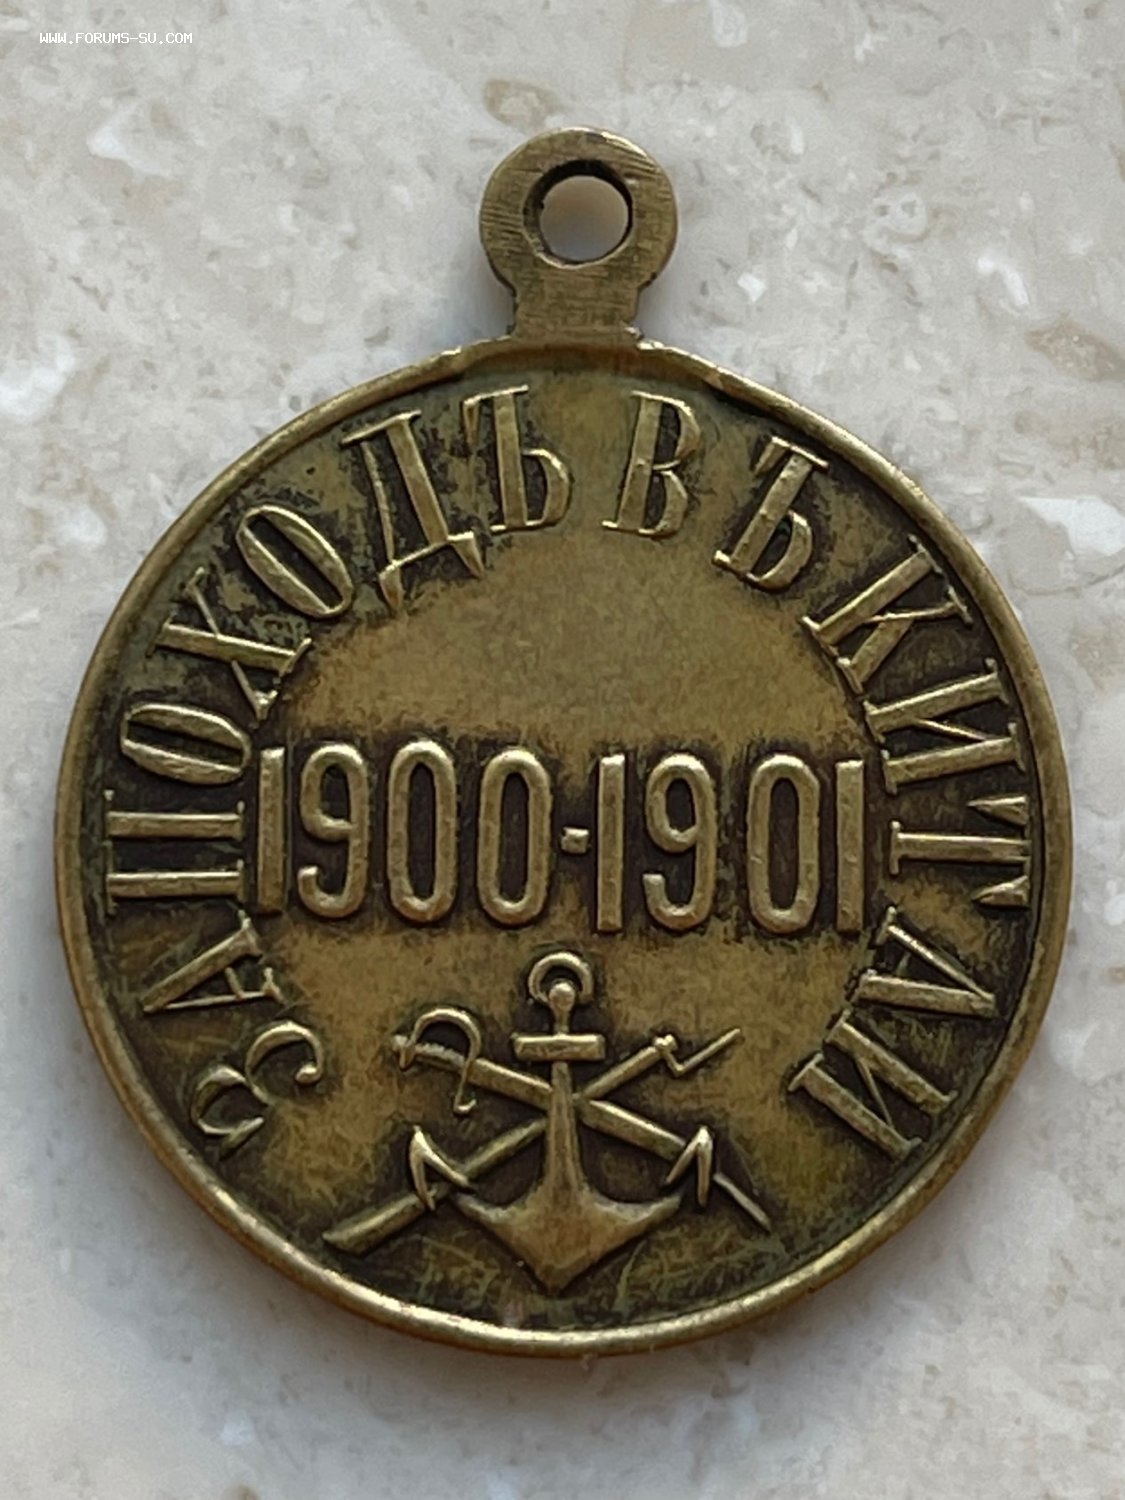 WWW.FORUMS-SU.COM
ЗА ПОХОДЪ ВЪ КИТАЙ
1900-1901